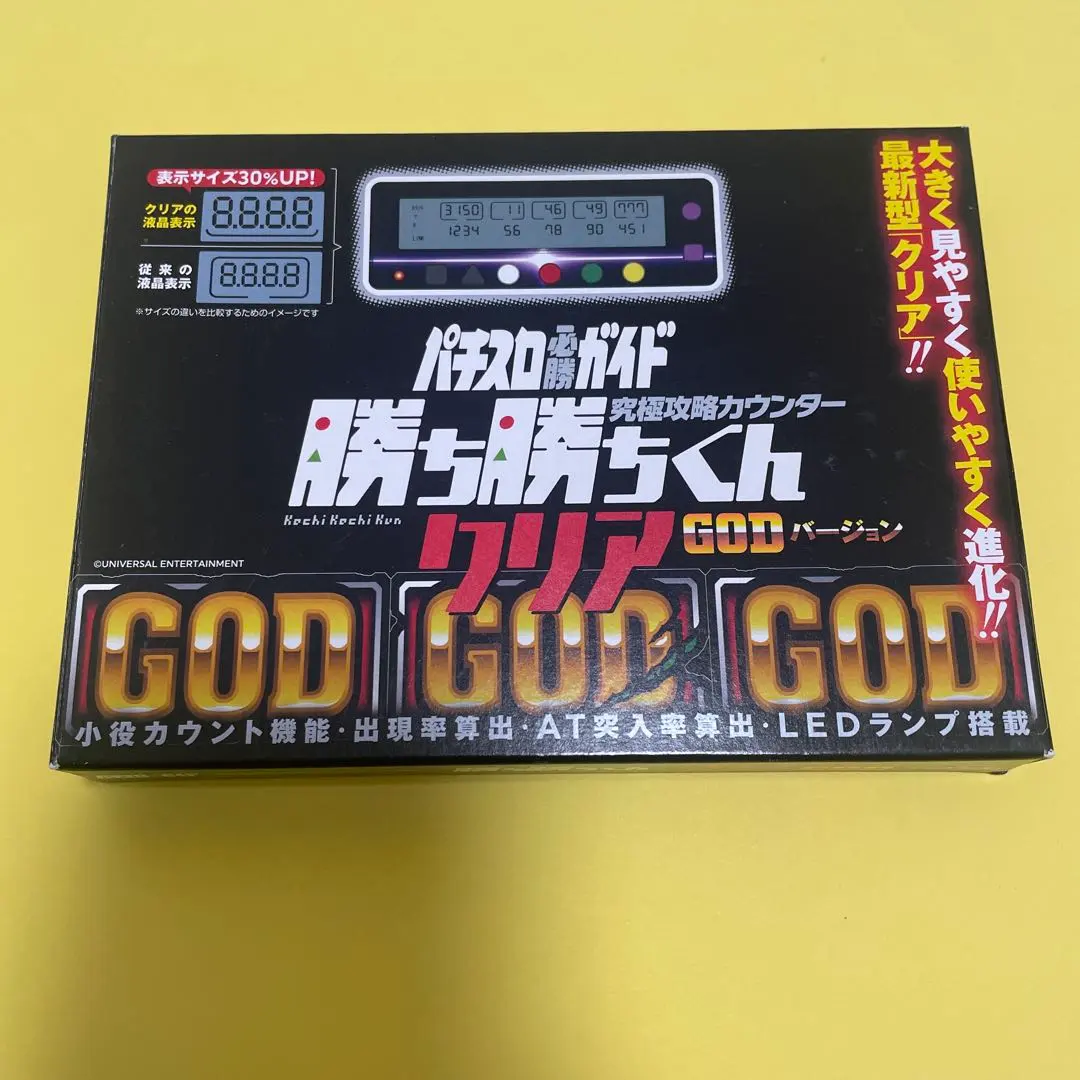 表示サイズ30%UP!
クリアの
液晶表示
8.8.8.8
従来の
液晶表示
8.8.8.8
※サイズの違いを比較するためのイメージです
3150 11 46 49 777
1234 56 78 90 451
大きく見やすく使いやすく進化!!
最新型「クリア」!!
パチスロ必勝ガイド
究極攻略カウンター
勝ち勝ちくん
Kachi Kachi Kun
クリア
GODバージョン
©UNIVERSAL ENTERTAINMENT
GOD GOD GOD
小役カウント機能・出現率算出・AT突入率算出・LEDランプ搭載